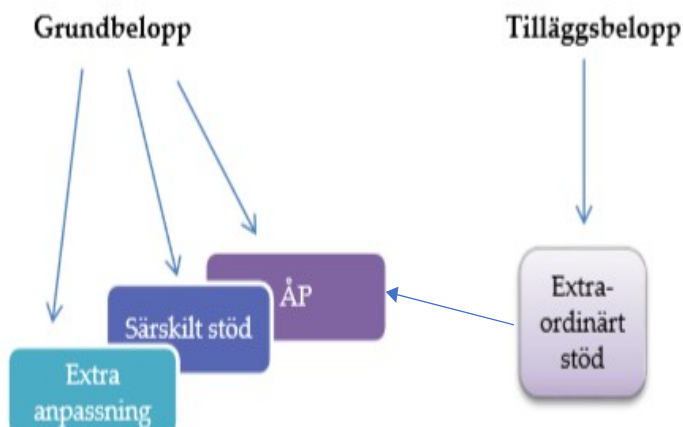 Grundbelopp
Tilläggsbelopp
ÅP
Särskilt stöd
Extra
anpassning
Extra-
ordinärt
stöd